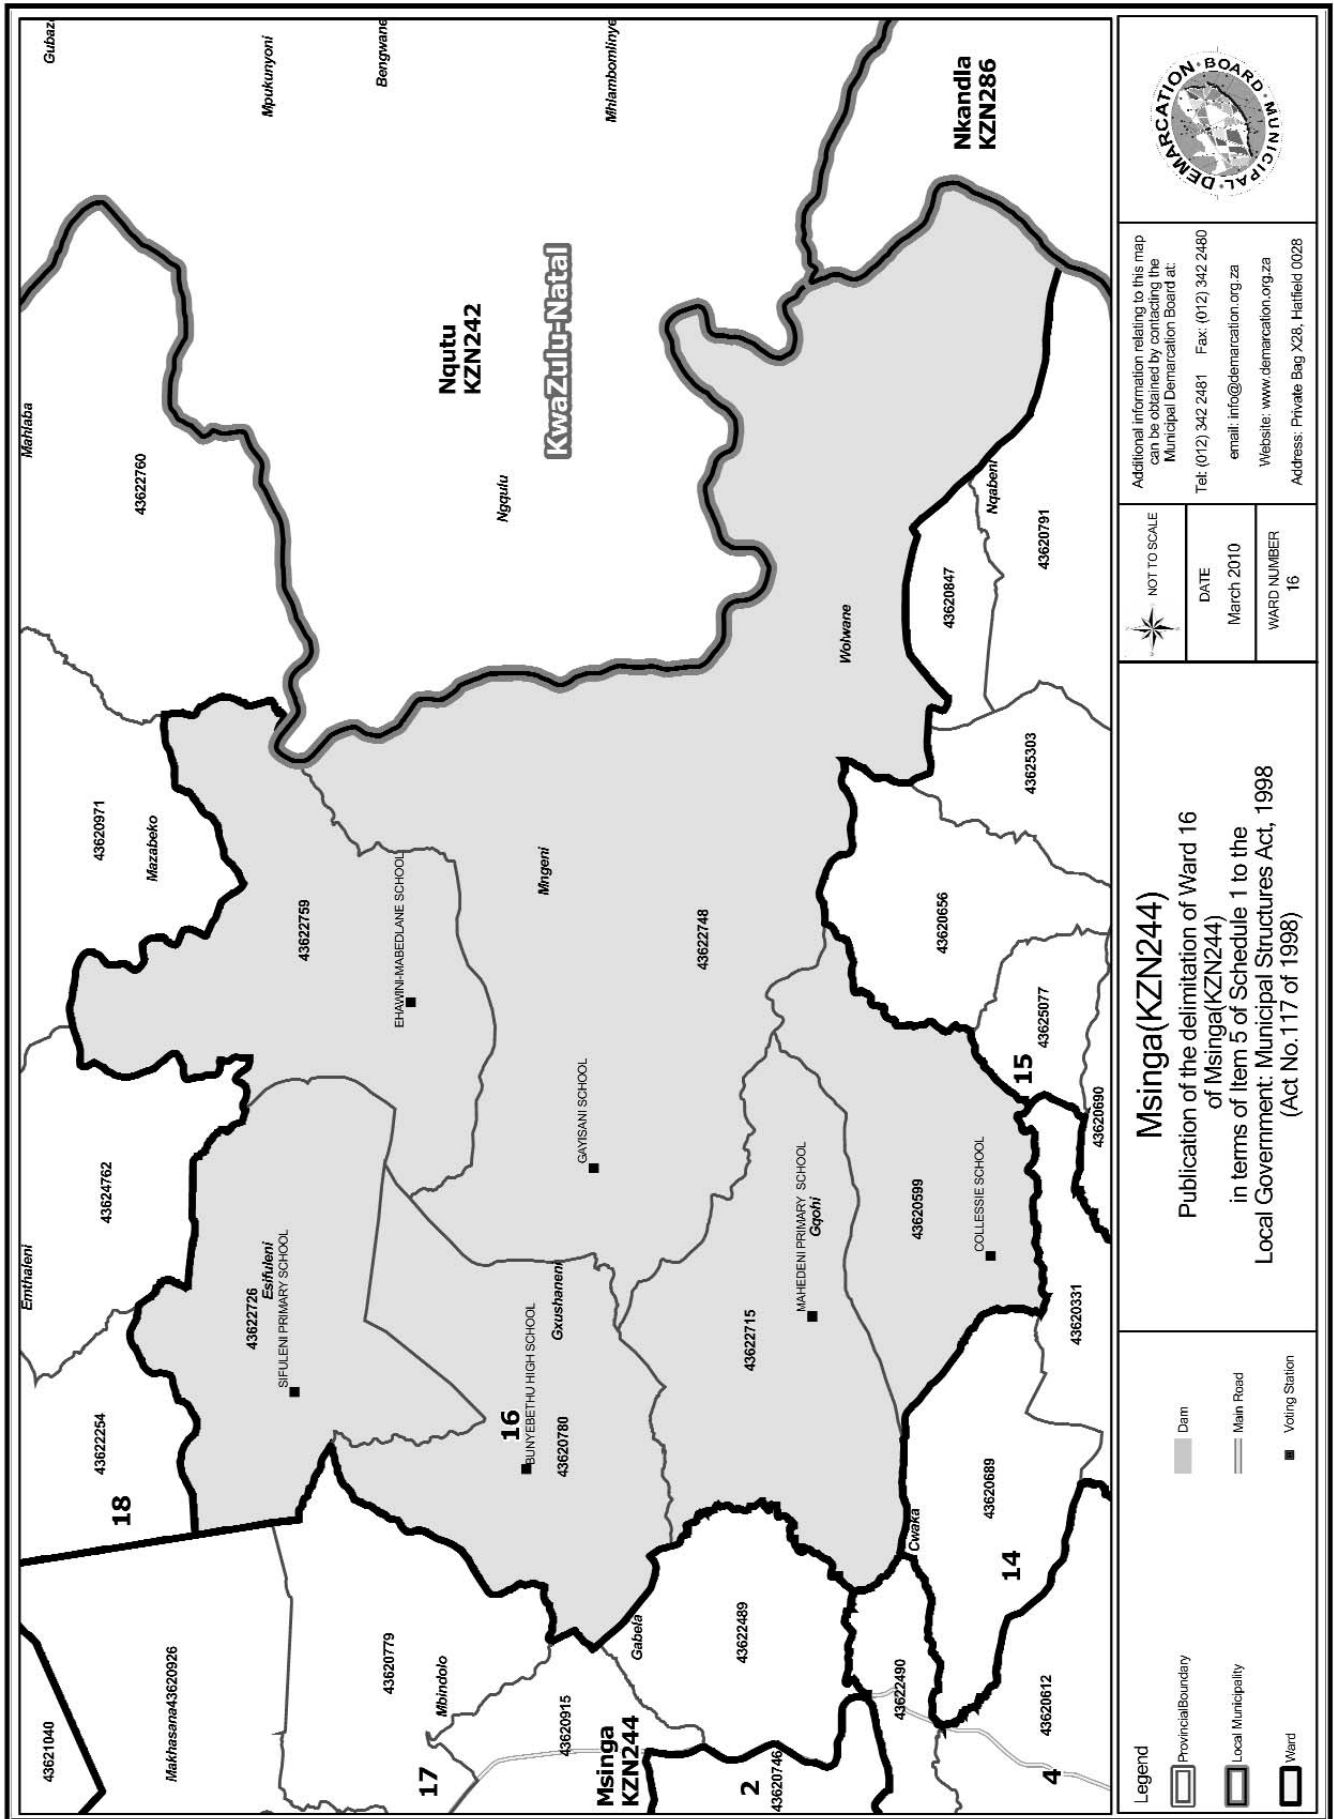 Gubazi
Mpukunyoni
Bengwane
Mhlambomlinye
Nkandla
KZN286
Mahlaba
43622760
Nqutu
KZN242
KwaZulu-Natal
Ngqulu
Nqabeni
43620791
43620847
Wolwane
43620971
Mazabeko
43622759
EHAWINI-MABEDLANE SCHOOL
Mngeni
43622748
43625303
43620656
43625077
15
43620690
Emthaleni
43624762
GAYISANI SCHOOL
MAHEDENI PRIMARY SCHOOL
Gqohi
43620599
COLLESSIE SCHOOL
43622726
Esifuleni
SIFULENI PRIMARY SCHOOL
Gxushaneni
43622715
43620331
43622254
18
16
BUNYEBETHU HIGH SCHOOL
43620780
Cwaka
43620689
14
43621040
Makhasana43620926
43620779
Mbindolo
17
43620915
Gabela
Msinga
KZN244
43622489
2
43620746
43622490
43620612
4
Legend
ProvincialBoundary
Local Municipality
Ward
Dam
Main Road
Voting Station
Msinga(KZN244)
Publication of the delimitation of Ward 16
of Msinga(KZN244)
in terms of Item 5 of Schedule 1 to the
Local Government: Municipal Structures Act, 1998
(Act No.117 of 1998)
NOT TO SCALE
DATE
March 2010
WARD NUMBER
16
Additional information relating to this map
can be obtained by contacting the
Municipal Demarcation Board at:
Tel: (012) 342 2481 Fax: (012) 342 2480
email: info@demarcation.org.za
Website: www.demarcation.org.za
Address: Private Bag X28, Hatfield 0028
MUNICIPAL DEMARCATION BOARD